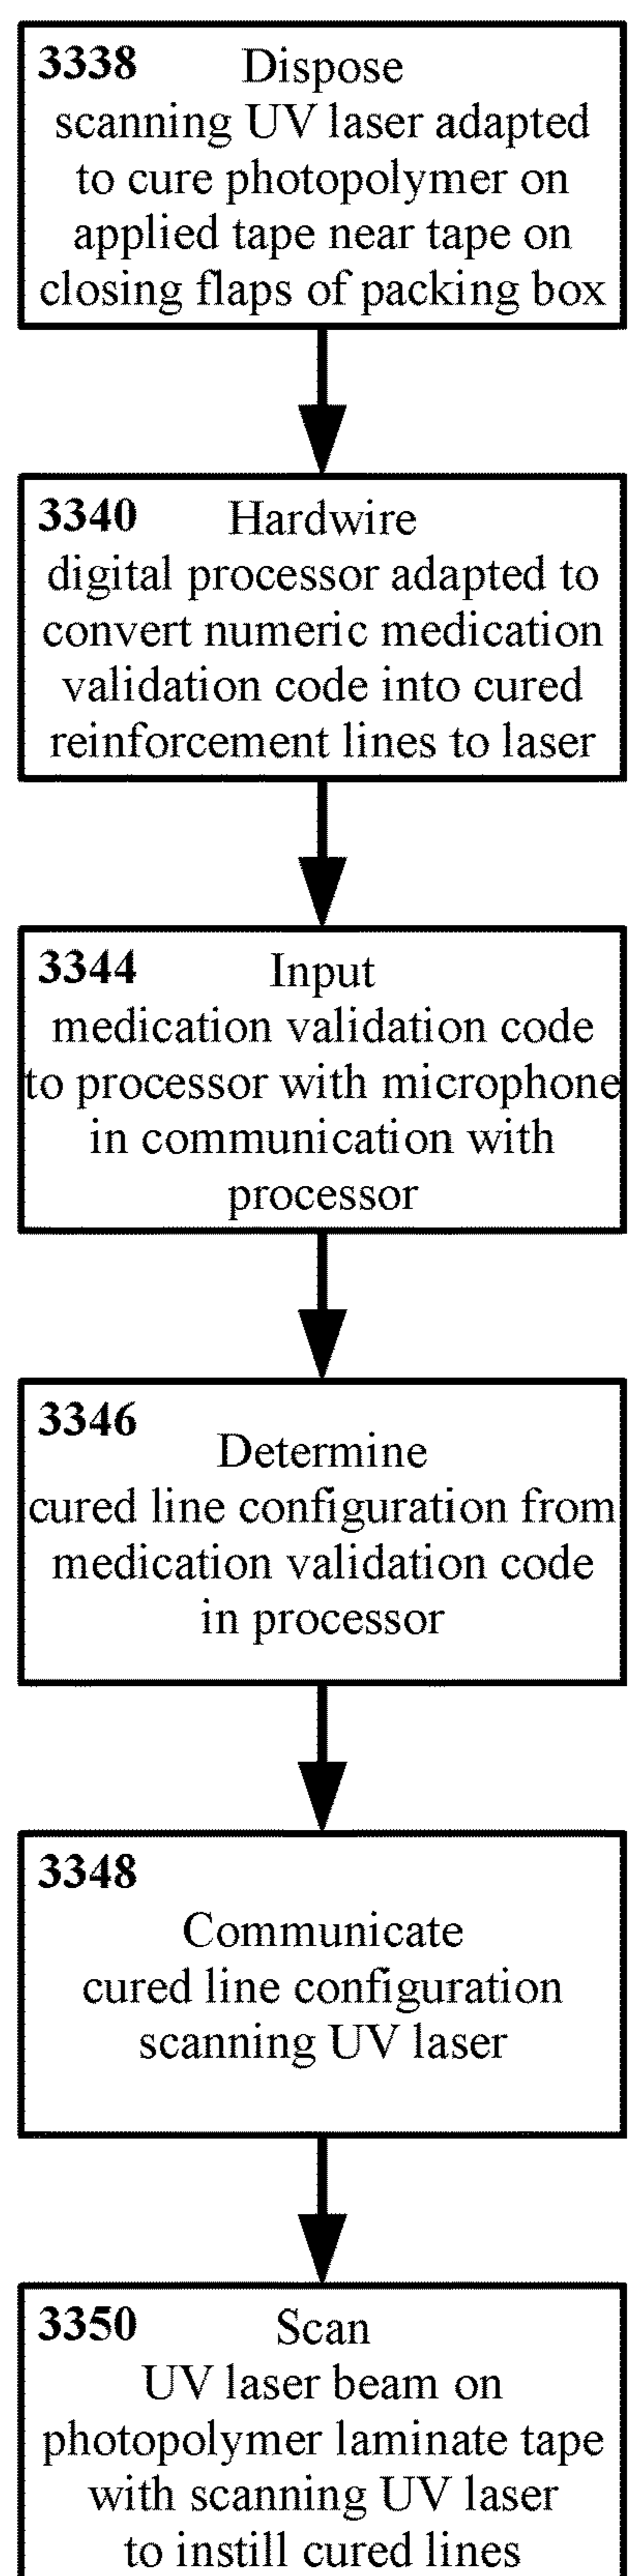 3338 Dispose
scanning UV laser adapted
to cure photopolymer on
applied tape near tape on
closing flaps of packing box
3340 Hardwire
digital processor adapted to
convert numeric medication
validation code into cured
reinforcement lines to laser
3344 Input
medication validation code
to processor with microphone
in communication with
processor
3346
Determine
cured line configuration from
medication validation code
in processor
3348
Communicate
cured line configuration
scanning UV laser
3350 Scan
UV laser beam on
photopolymer laminate tape
with scanning UV laser
to instill cured lines